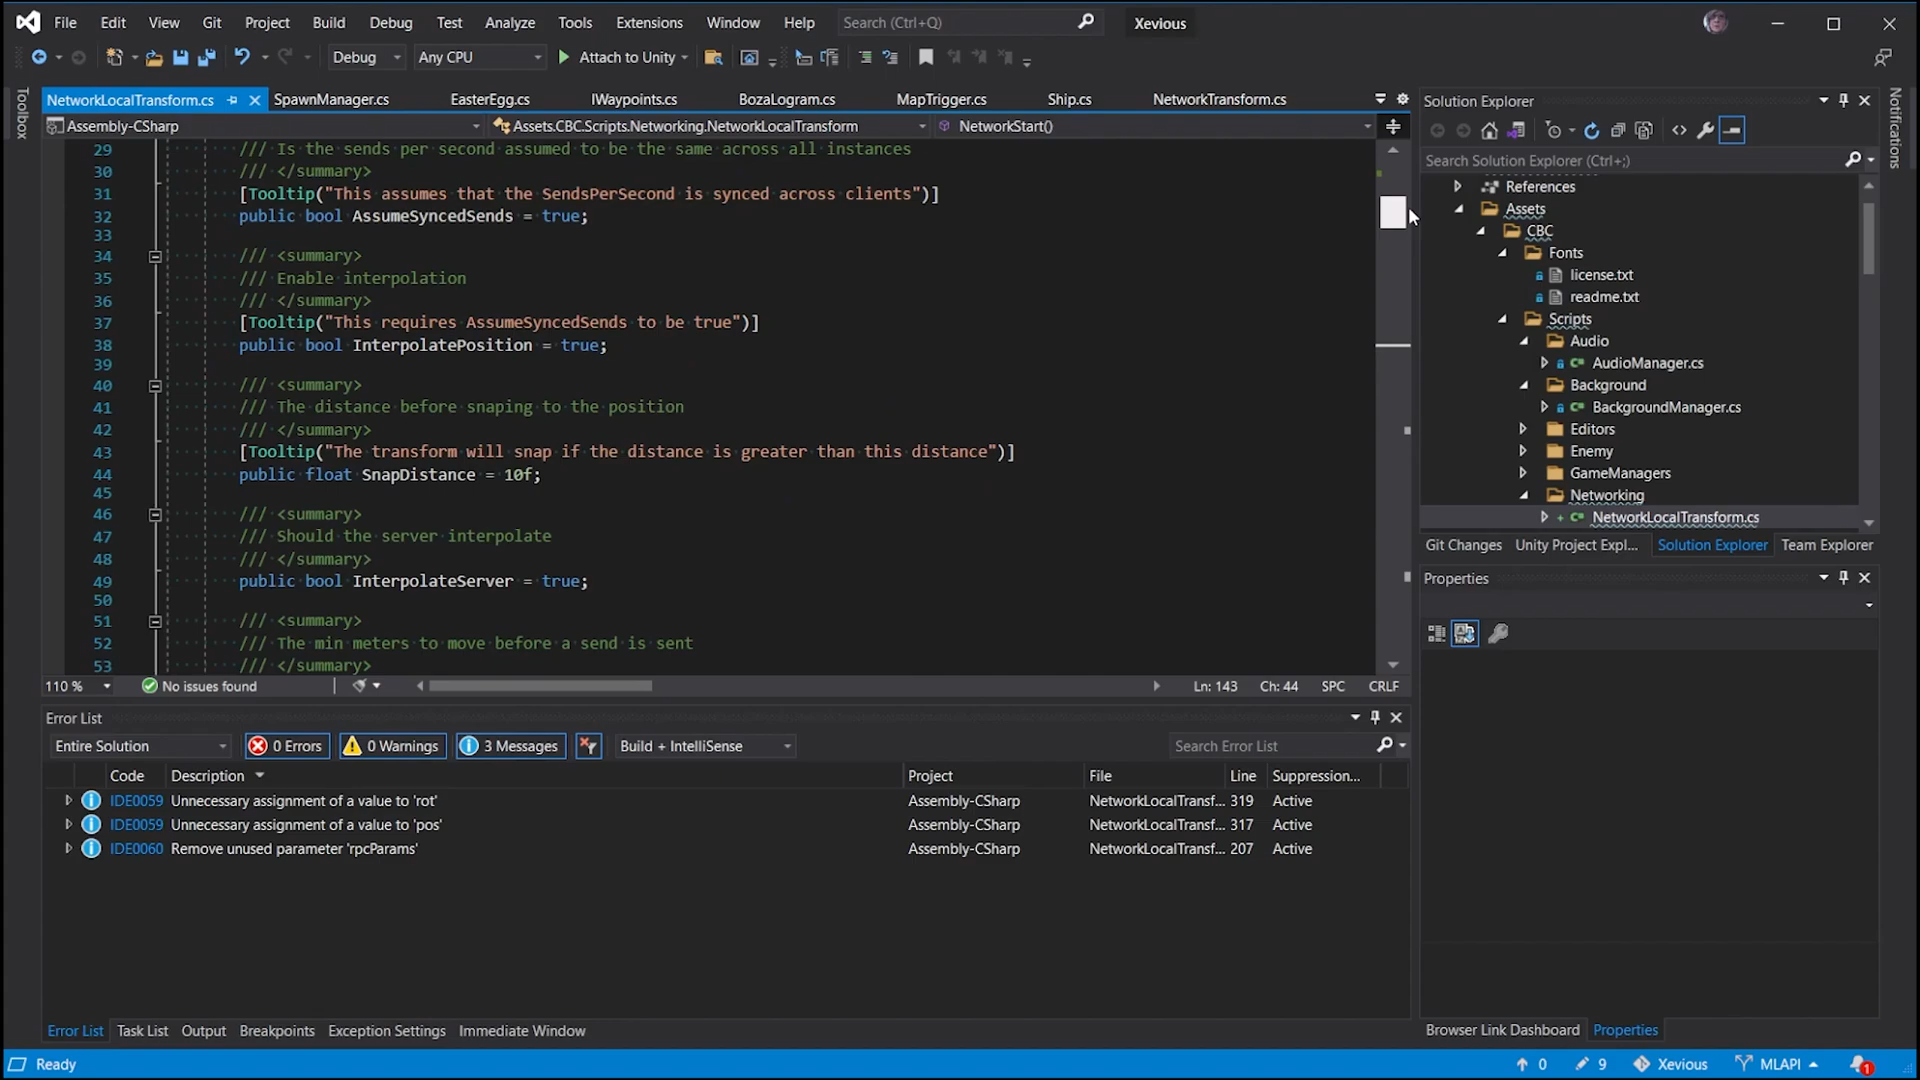 File Edit View Git Project Build Debug Test Analyze Tools Extensions Window Help Search (Ctrl+Q) Xevious
Debug Any CPU Attach to Unity
Toolbox
NetworkLocalTransform.cs SpawnManager.cs EasterEgg.cs IWaypoints.cs BozaLogram.cs MapTrigger.cs Ship.cs NetworkTransform.cs
Assembly-CSharp Assets.CBC.Scripts.Networking.NetworkLocalTransform NetworkStart()
29 /// Is the sends per second assumed to be the same across all instances
30 /// </summary>
31 [Tooltip("This assumes that the SendsPerSecond is synced across clients")]
32 public bool AssumeSyncedSends = true;
33
34 /// <summary>
35 /// Enable interpolation
36 /// </summary>
37 [Tooltip("This requires AssumeSyncedSends to be true")]
38 public bool InterpolatePosition = true;
39
40 /// <summary>
41 /// The distance before snaping to the position
42 /// </summary>
43 [Tooltip("The transform will snap if the distance is greater than this distance")]
44 public float SnapDistance = 10f;
45
46 /// <summary>
47 /// Should the server interpolate
48 /// </summary>
49 public bool InterpolateServer = true;
50
51 /// <summary>
52 /// The min meters to move before a send is sent
53 /// </summary>
110 % No issues found Ln: 143 Ch: 44 SPC CRLF
Error List
Entire Solution 0 Errors 0 Warnings 3 Messages Build + IntelliSense Search Error List
Code Description Project File Line Suppression...
IDE0059 Unnecessary assignment of a value to 'rot' Assembly-CSharp NetworkLocalTransf... 319 Active
IDE0059 Unnecessary assignment of a value to 'pos' Assembly-CSharp NetworkLocalTransf... 317 Active
IDE0060 Remove unused parameter 'rpcParams' Assembly-CSharp NetworkLocalTransf... 207 Active
Error List Task List Output Breakpoints Exception Settings Immediate Window
Solution Explorer
Search Solution Explorer (Ctrl+;)
References
Assets
CBC
Fonts
license.txt
readme.txt
Scripts
Audio
AudioManager.cs
Background
BackgroundManager.cs
Editors
Enemy
GameManagers
Networking
NetworkLocalTransform.cs
Git Changes Unity Project Expl... Solution Explorer Team Explorer
Properties
Browser Link Dashboard Properties
Notifications
Ready 0 9 Xevious MLAPI 1